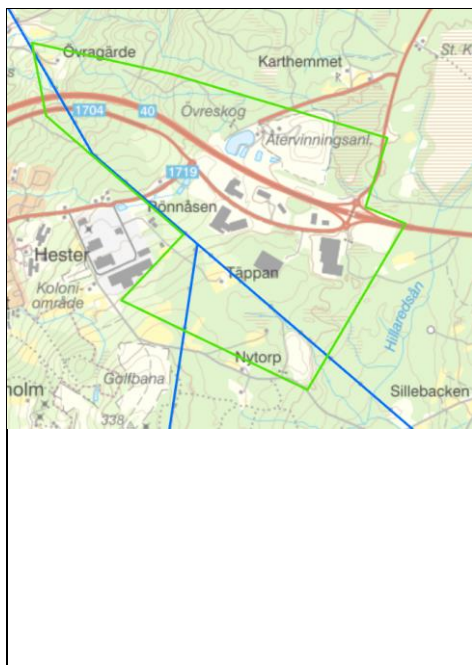 Övragärde
Karthemmet
St. K
R
s
1704
40
Övreskog
Återvinningsanl.
1719
Rönnåsen
Hester
Täppan
Koloni-
område
Hillaredsån
Nytorp
Golfbana
Sillebacken
holm
338